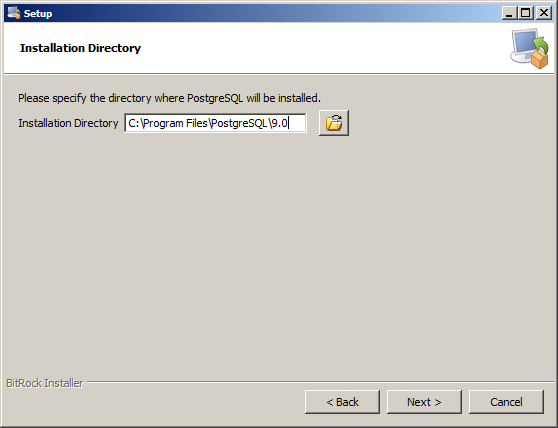 Setup
Installation Directory
Please specify the directory where PostgreSQL will be installed.
Installation Directory C:\Program Files\PostgreSQL\9.0
BitRock Installer
< Back Next > Cancel